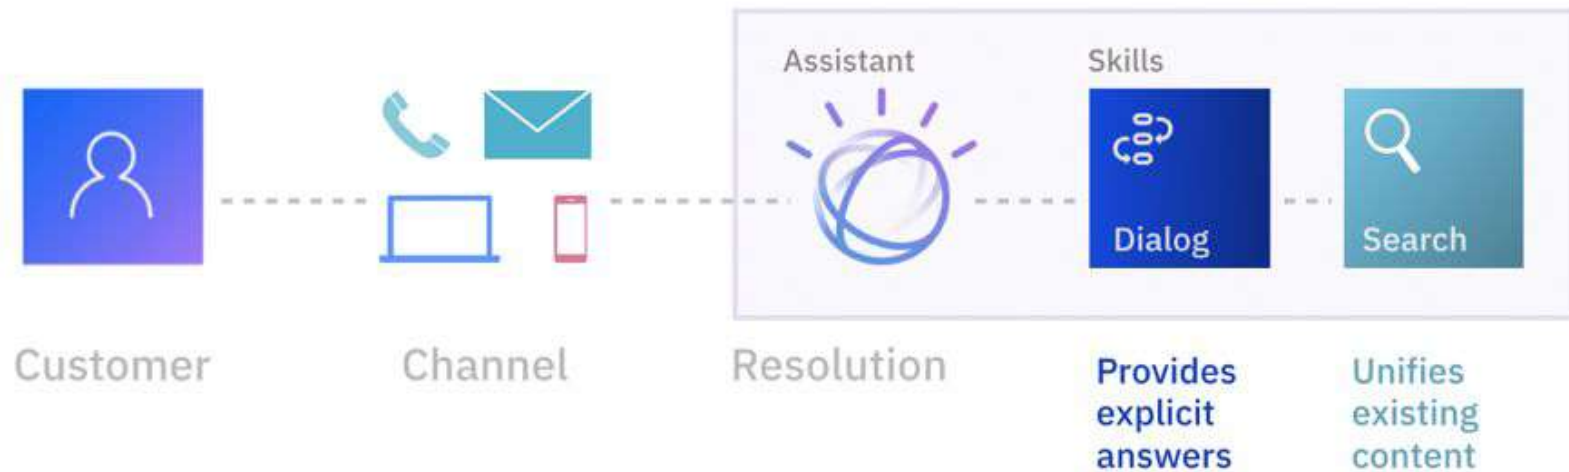 Assistant
Skills
Dialog
Search
Customer
Channel
Resolution
Provides
explicit
answers
Unifies
existing
content